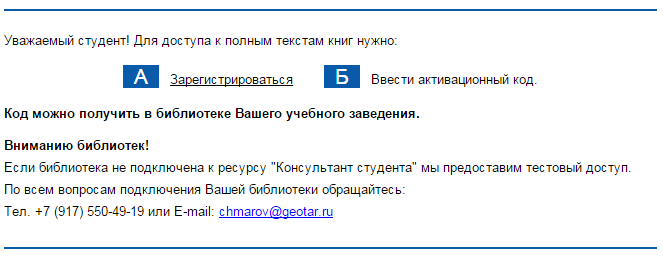 Уважаемый студент! Для доступа к полным текстам книг нужно:
А Зарегистрироваться Б Ввести активационный код.
Код можно получить в библиотеке Вашего учебного заведения.
Вниманию библиотек!
Если библиотека не подключена к ресурсу "Консультант студента" мы предоставим тестовый доступ.
По всем вопросам подключения Вашей библиотеки обращайтесь:
Тел. +7 (917) 550-49-19 или E-mail: chmarov@geotar.ru